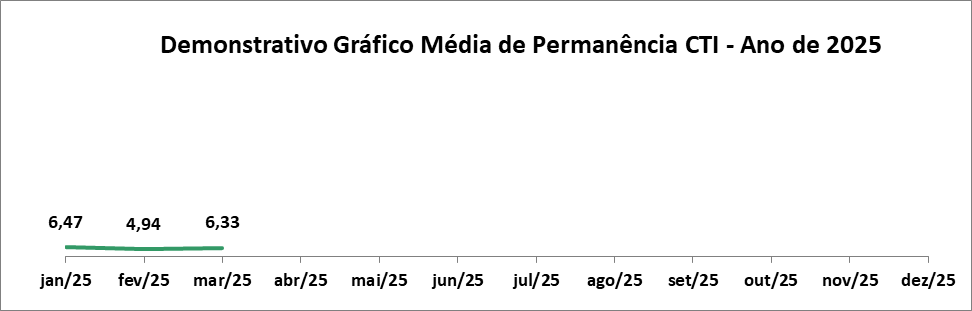 Demonstrativo Gráfico Média de Permanência CTI - Ano de 2025
6,47 4,94 6,33
jan/25 fev/25 mar/25 abr/25 mai/25 jun/25 jul/25 ago/25 set/25 out/25 nov/25 dez/25